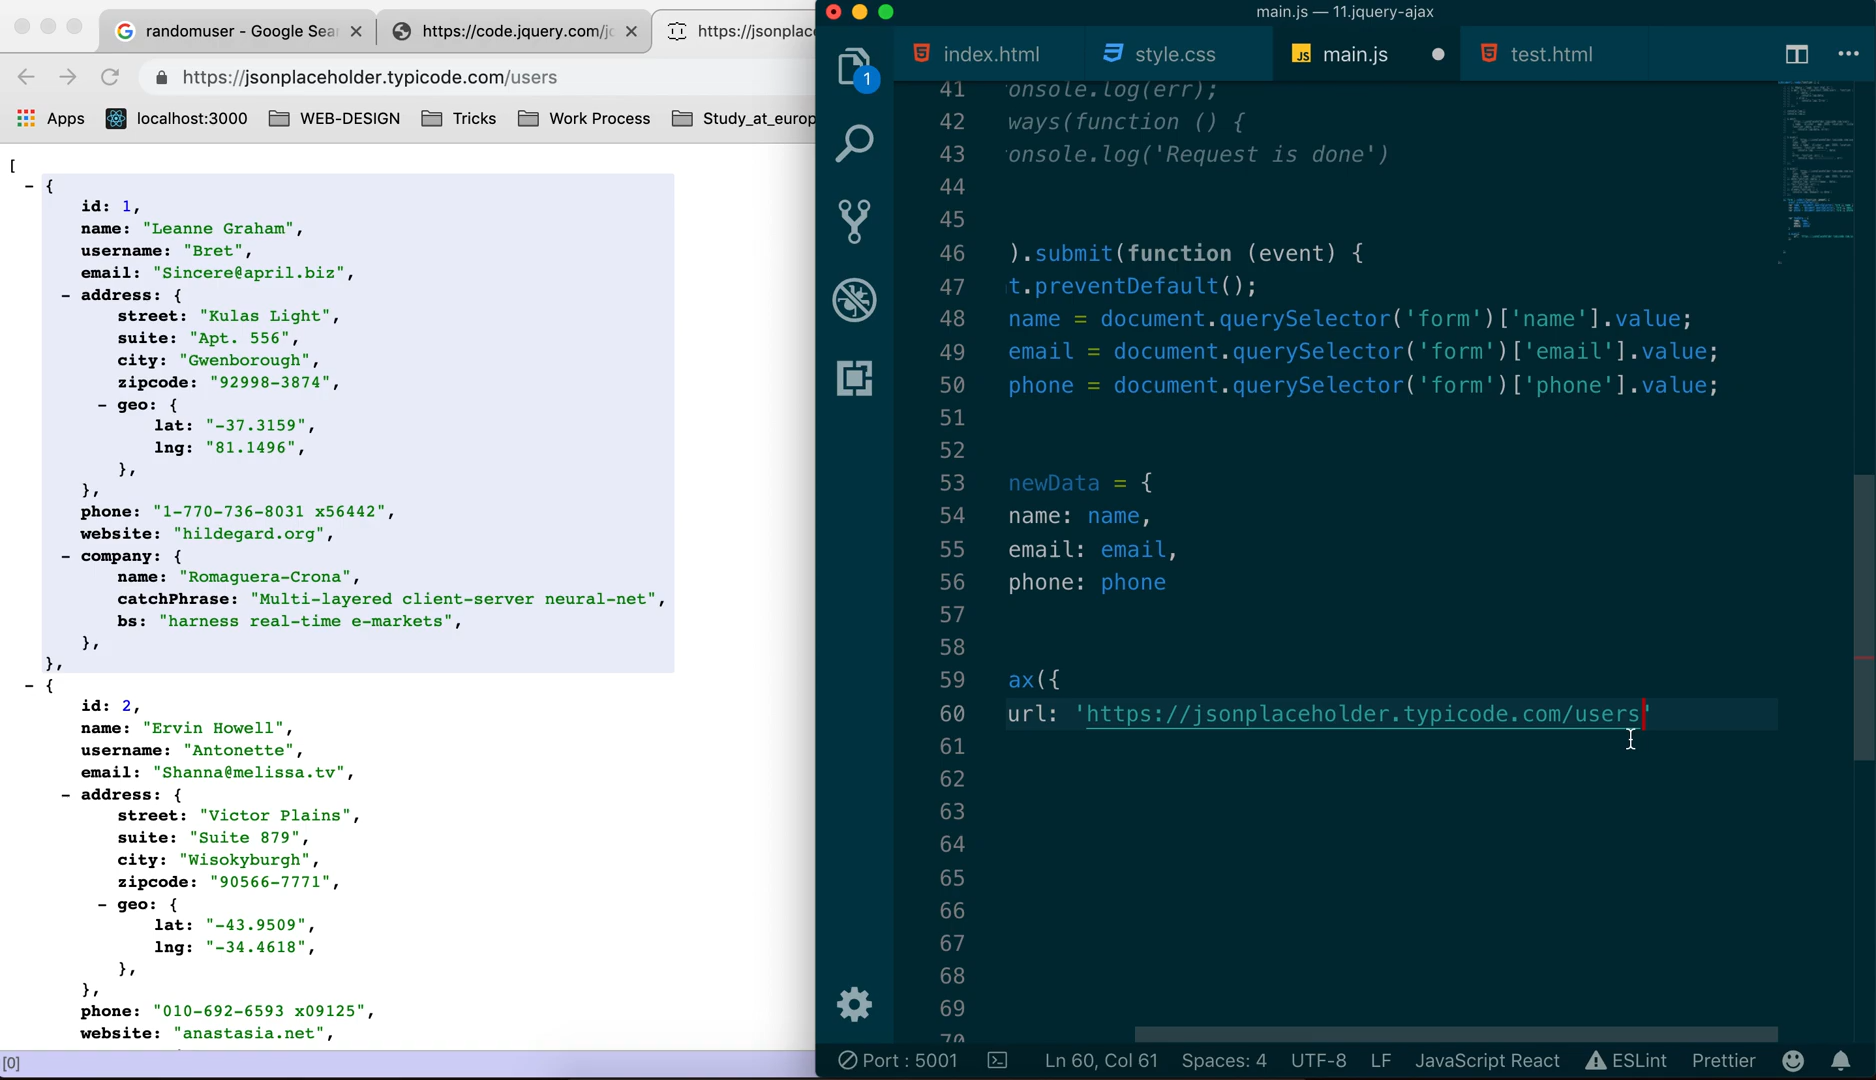 randomuser - Google Sea
https://code.jquery.com/jq
https://jsonplace
https://jsonplaceholder.typicode.com/users
Apps
localhost:3000
WEB-DESIGN
Tricks
Work Process
Study_at_europ
[
- {
id: 1,
name: "Leanne Graham",
username: "Bret",
email: "Sincere@april.biz",
- address: {
street: "Kulas Light",
suite: "Apt. 556",
city: "Gwenborough",
zipcode: "92998-3874",
- geo: {
lat: "-37.3159",
lng: "81.1496",
},
},
phone: "1-770-736-8031 x56442",
website: "hildegard.org",
- company: {
name: "Romaguera-Crona",
catchPhrase: "Multi-layered client-server neural-net",
bs: "harness real-time e-markets",
},
},
- {
id: 2,
name: "Ervin Howell",
username: "Antonette",
email: "Shanna@melissa.tv",
- address: {
street: "Victor Plains",
suite: "Suite 879",
city: "Wisokyburgh",
zipcode: "90566-7771",
- geo: {
lat: "-43.9509",
lng: "-34.4618",
},
},
phone: "010-692-6593 x09125",
website: "anastasia.net",
[0]
main.js — 11.jquery-ajax
index.html
style.css
JS main.js
test.html
1
41 onsole.log(err);
42 ways(function () {
43 onsole.log('Request is done')
44
45
46 ).submit(function (event) {
47 t.preventDefault();
48 name = document.querySelector('form')['name'].value;
49 email = document.querySelector('form')['email'].value;
50 phone = document.querySelector('form')['phone'].value;
51
52
53 newData = {
54 name: name,
55 email: email,
56 phone: phone
57
58
59 ax({
60 url: 'https://jsonplaceholder.typicode.com/users'
61
62
63
64
65
66
67
68
69
70
Port : 5001
Ln 60, Col 61
Spaces: 4
UTF-8
LF
JavaScript React
ESLint
Prettier